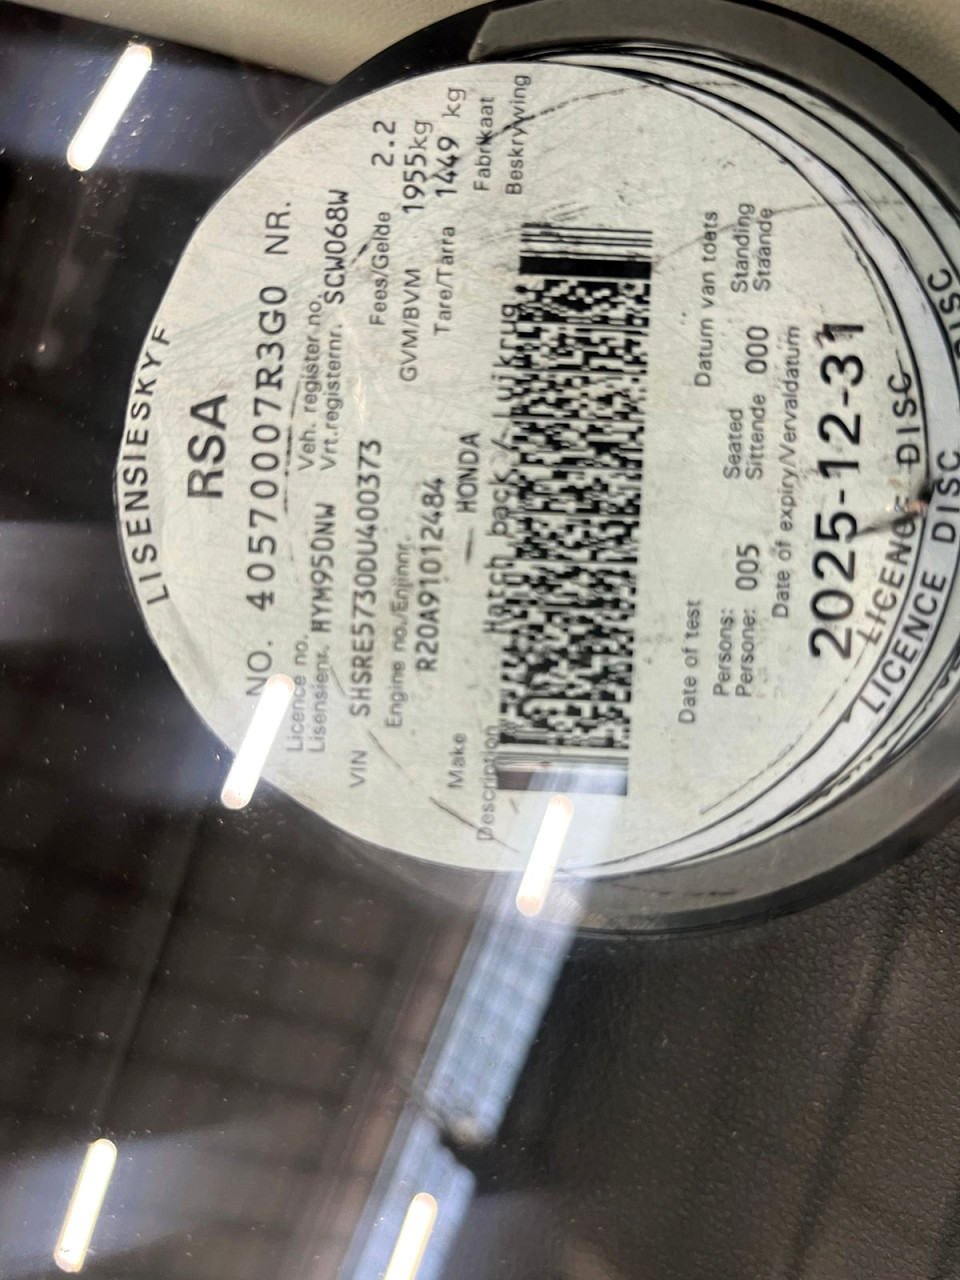 LISENSIESKYF
RSA
NO. 40570007R3G0 NR.
Licence no.
Lisensienr. HYM950NW
Veh. register no.
Vrt.registernr. SCW068W
VIN SHSRE5730DU400373
Fees/Gelde 2.2
Engine no./Enjinnr.
GVM/BVM 1955kg
R20A91012484
Tare/Tarra 1449 kg
Make HONDA Fabrikaat
Description Hatch back / Luikrug Beskrywing
Date of test Datum van toets
Persons: Seated Standing
Persone: 005 Sittende 000 Staande
Date of expiry/Vervaldatum
2025-12-31
LICENCE DISC
LICENCE DISC
DISC